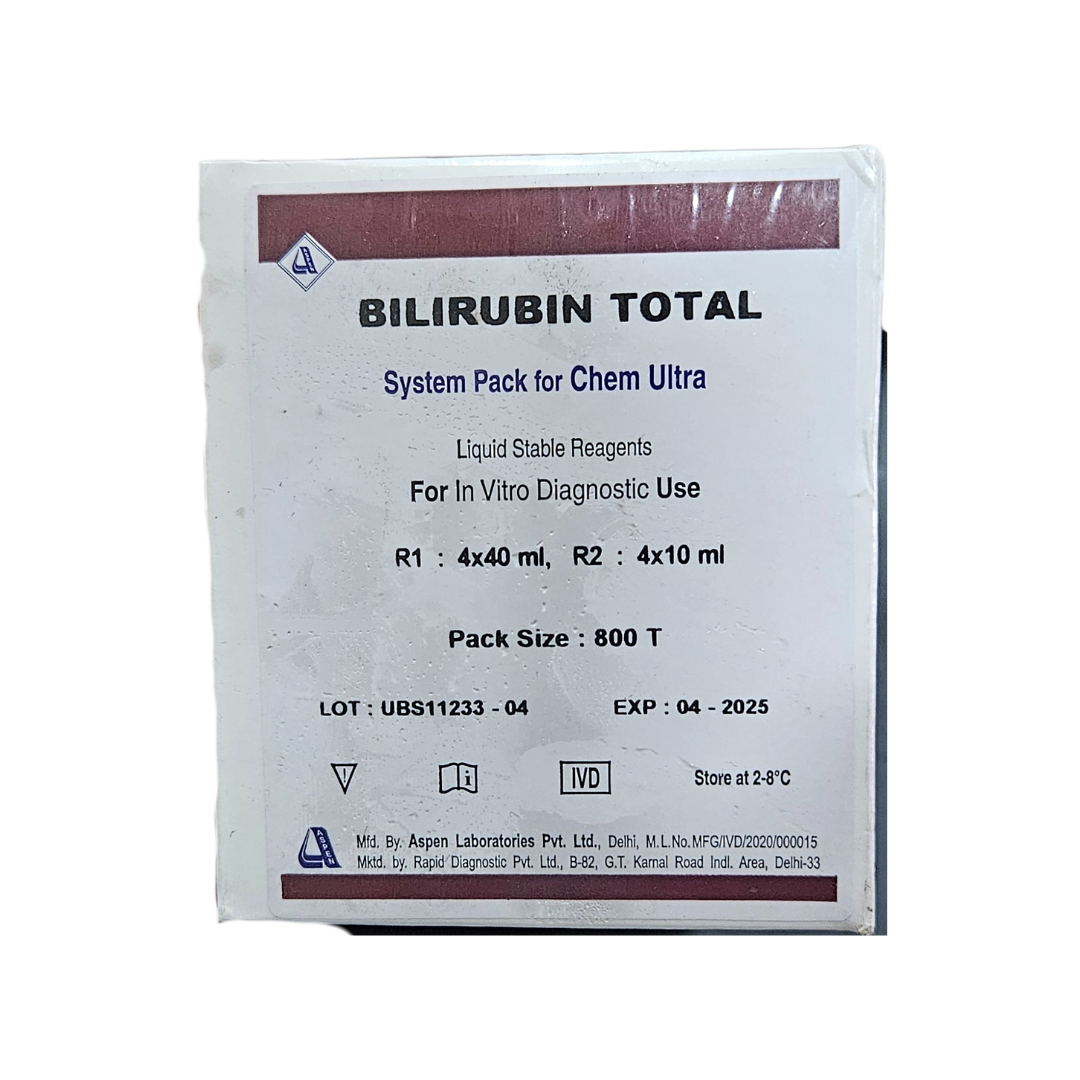 BILIRUBIN TOTAL
System Pack for Chem Ultra
Liquid Stable Reagents
For In Vitro Diagnostic Use
R1 : 4x40 ml, R2 : 4x10 ml
Pack Size : 800 T
LOT : UBS11233 - 04 EXP : 04 - 2025
IVD Store at 2-8°C
ASPEN Mfd. By. Aspen Laboratories Pvt. Ltd., Delhi, M.L.No.MFG/IVD/2020/000015
Mktd. by. Rapid Diagnostic Pvt. Ltd., B-82, G.T. Karnal Road Indl. Area, Delhi-33